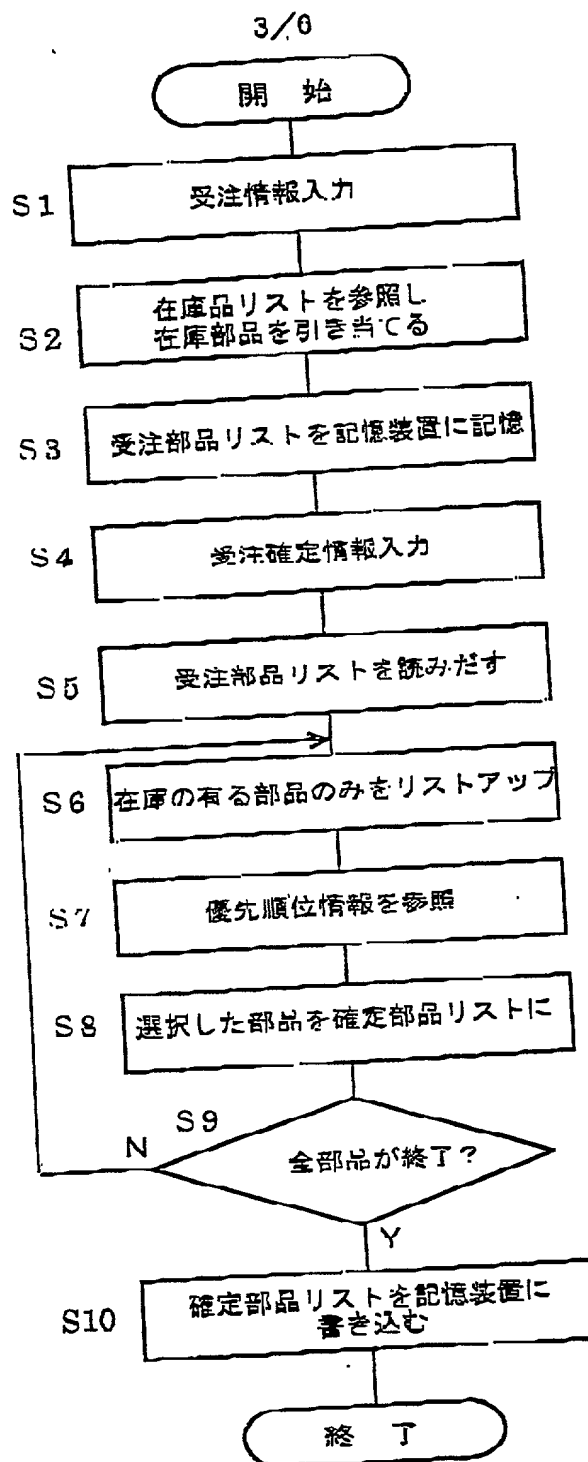 3/6
開 始
S1
受注情報入力
S2
在庫品リストを参照し
在庫部品を引き当てる
S3
受注部品リストを記憶装置に記憶
S4
受注確定情報入力
S5
受注部品リストを読みだす
S6
在庫の有る部品のみをリストアップ
S7
優先順位情報を参照
S8
選択した部品を確定部品リストに
S9
全部品が終了?
N
Y
S10
確定部品リストを記憶装置に
書き込む
終 了